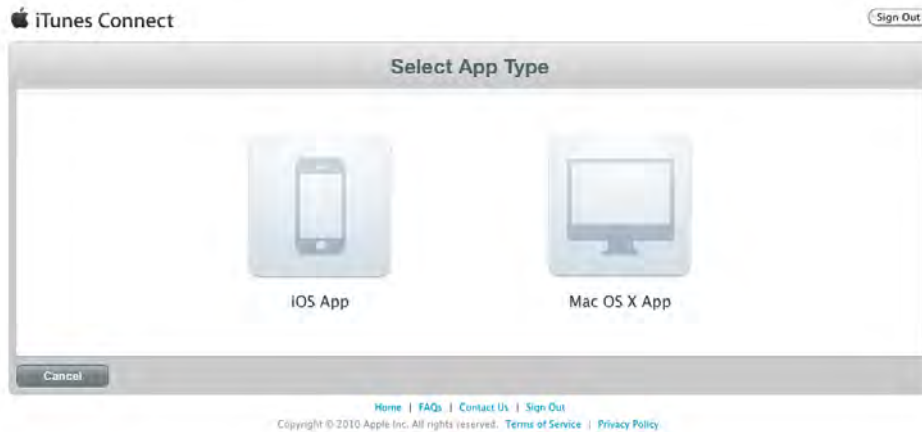 iTunes Connect
Sign Out
Select App Type
iOS App
Mac OS X App
Cancel
Home | FAQs | Contact Us | Sign Out
Copyright © 2010 Apple Inc. All rights reserved. Terms of Service | Privacy Policy